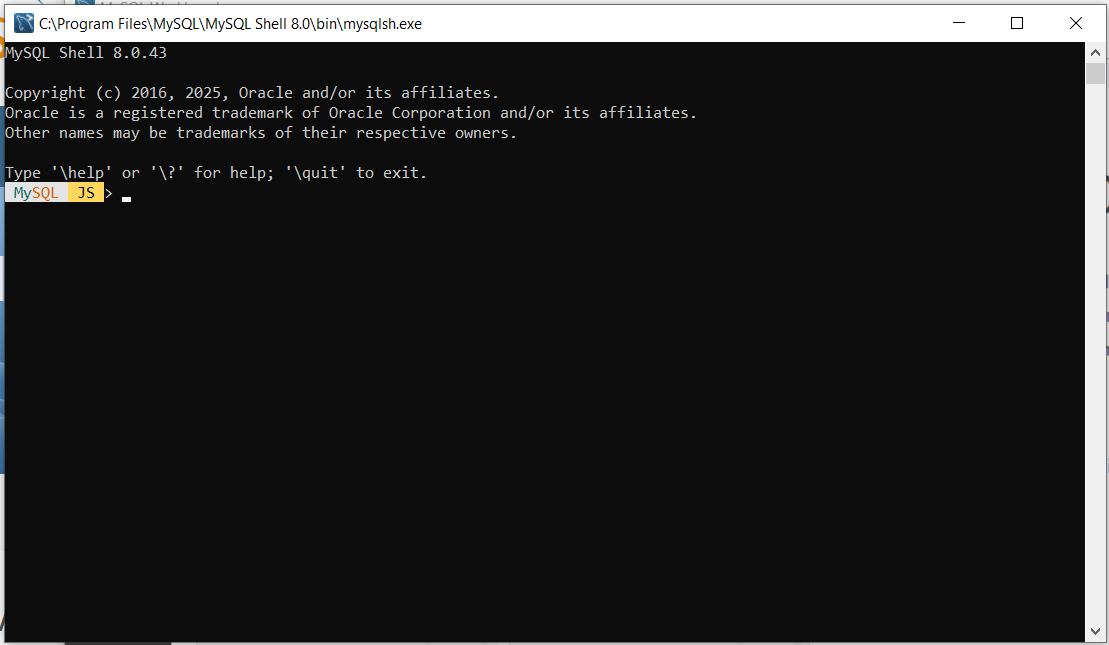 C:\Program Files\MySQL\MySQL Shell 8.0\bin\mysqlsh.exe
MySQL Shell 8.0.43
Copyright (c) 2016, 2025, Oracle and/or its affiliates.
Oracle is a registered trademark of Oracle Corporation and/or its affiliates.
Other names may be trademarks of their respective owners.
Type '\help' or '\?' for help; '\quit' to exit.
MySQL JS >